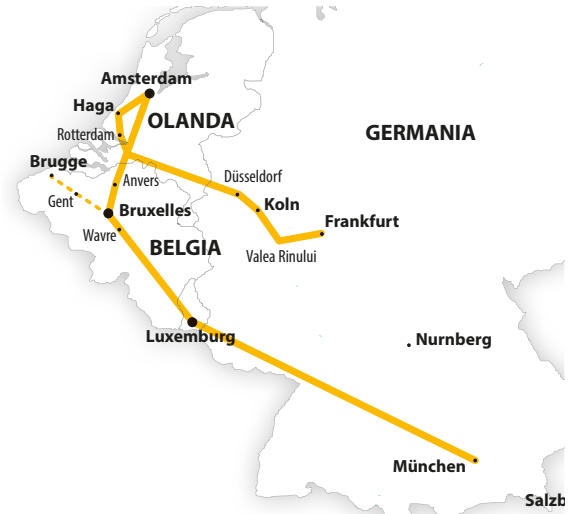 Amsterdam
Haga
OLANDA
Rotterdam
GERMANIA
Brugge
Anvers
Düsseldorf
Gent
Koln
Bruxelles
Frankfurt
Wavre
BELGIA
Valea Rinului
Luxemburg
Nurnberg
München
Salzb